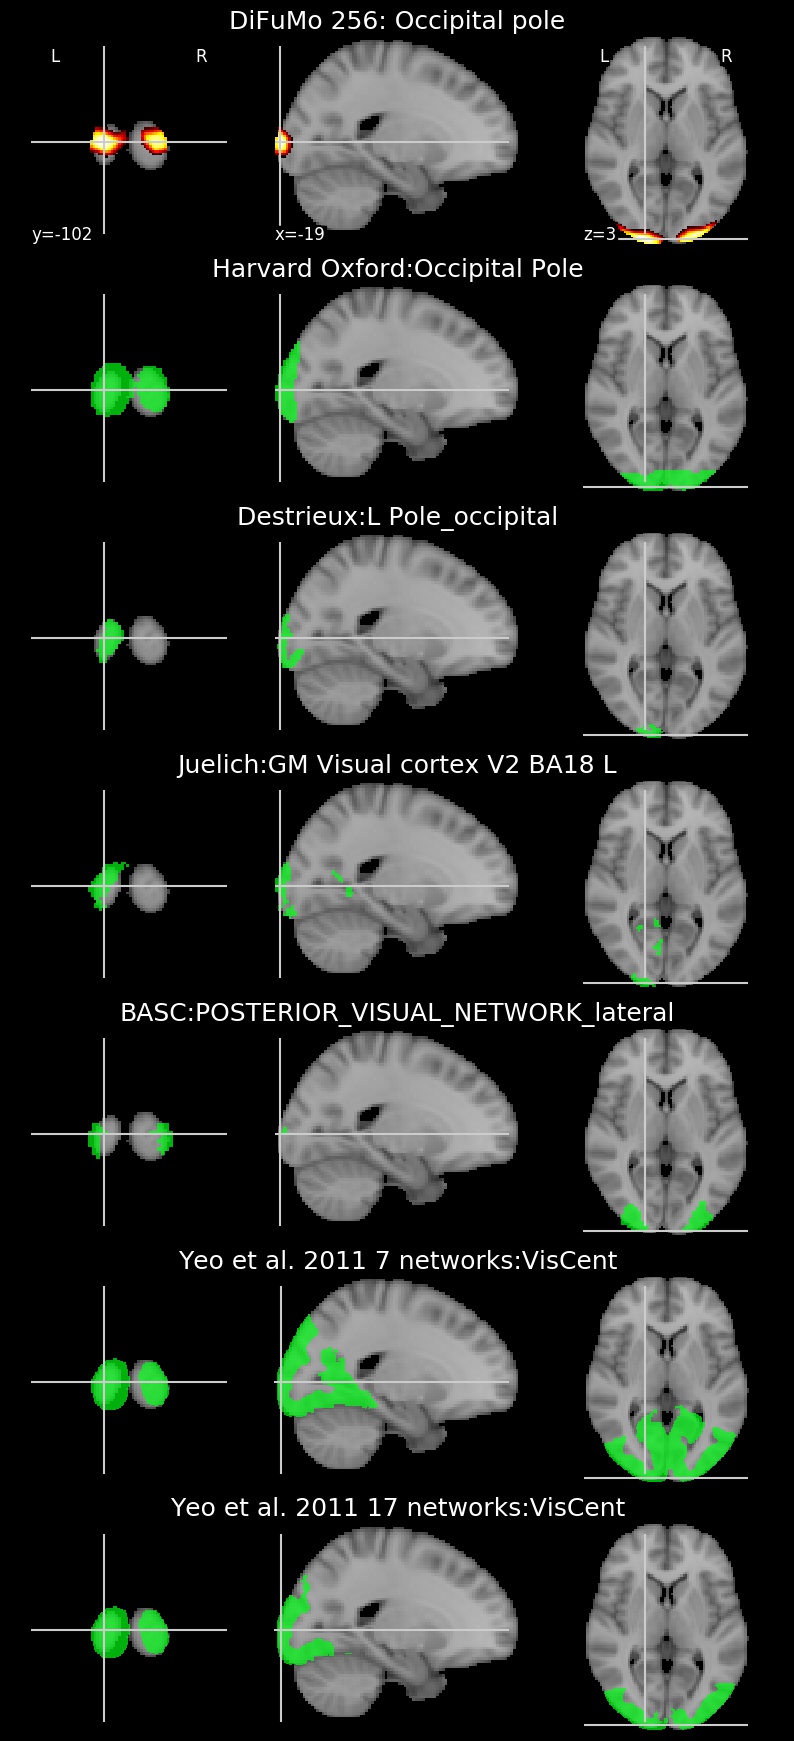 DiFuMo 256: Occipital pole
L R L R
y=-102 x=-19 z=3
Harvard Oxford:Occipital Pole
Destrieux:L Pole_occipital
Juelich:GM Visual cortex V2 BA18 L
BASC:POSTERIOR_VISUAL_NETWORK_lateral
Yeo et al. 2011 7 networks:VisCent
Yeo et al. 2011 17 networks:VisCent